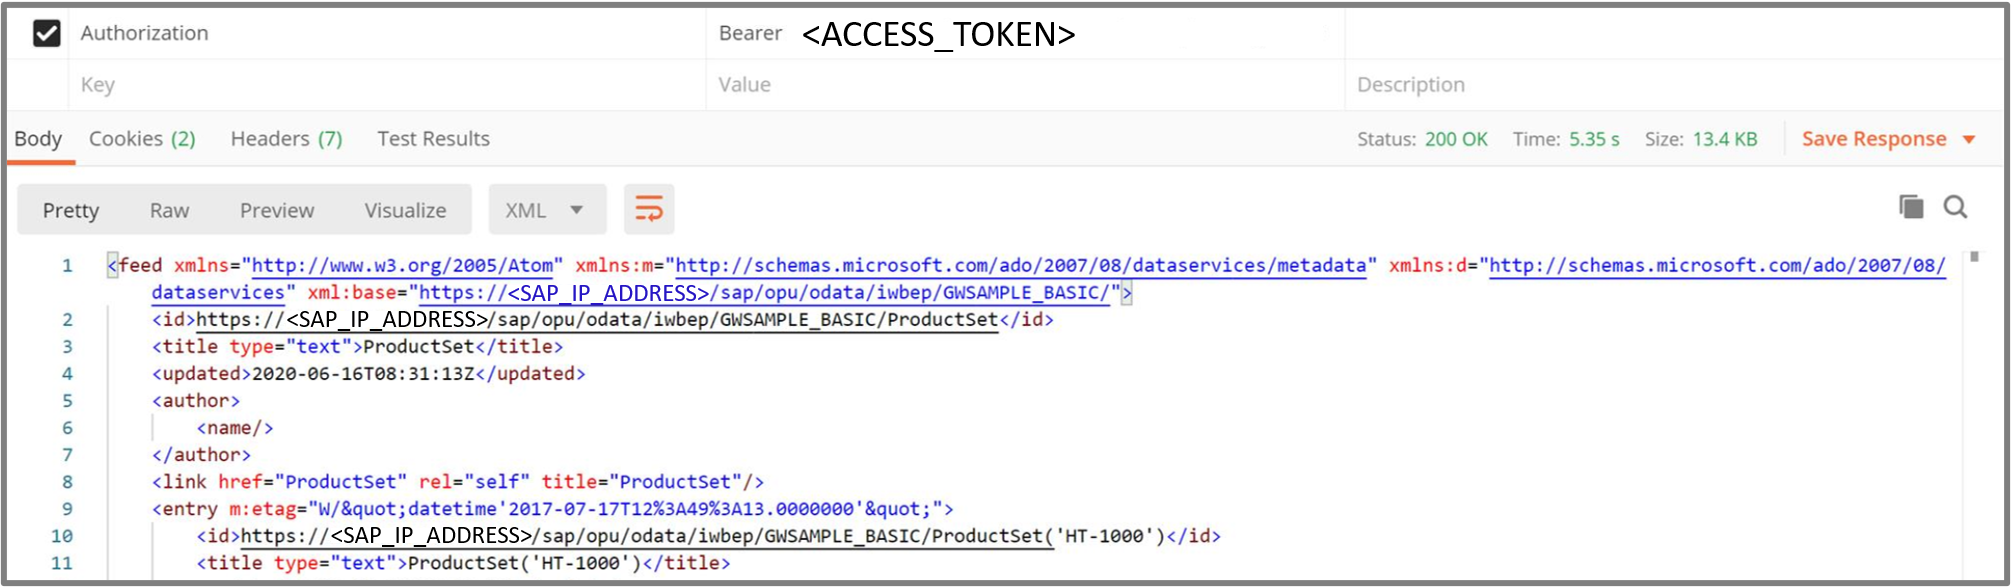 Authorization Bearer <ACCESS_TOKEN>
Key Value Description
Body Cookies (2) Headers (7) Test Results Status: 200 OK Time: 5.35 s Size: 13.4 KB Save Response
Pretty Raw Preview Visualize XML
1 <feed xmlns="http://www.w3.org/2005/Atom" xmlns:m="http://schemas.microsoft.com/ado/2007/08/dataservices/metadata" xmlns:d="http://schemas.microsoft.com/ado/2007/08/
dataservices" xml:base="https://<SAP_IP_ADDRESS>/sap/opu/odata/iwbep/GWSAMPLE_BASIC/">
2 <id>https://<SAP_IP_ADDRESS>/sap/opu/odata/iwbep/GWSAMPLE_BASIC/ProductSet</id>
3 <title type="text">ProductSet</title>
4 <updated>2020-06-16T08:31:13Z</updated>
5 <author>
6 <name/>
7 </author>
8 <link href="ProductSet" rel="self" title="ProductSet"/>
9 <entry m:etag="W/&quot;datetime'2017-07-17T12%3A49%3A13.0000000'&quot;">
10 <id>https://<SAP_IP_ADDRESS>/sap/opu/odata/iwbep/GWSAMPLE_BASIC/ProductSet('HT-1000')</id>
11 <title type="text">ProductSet('HT-1000')</title>